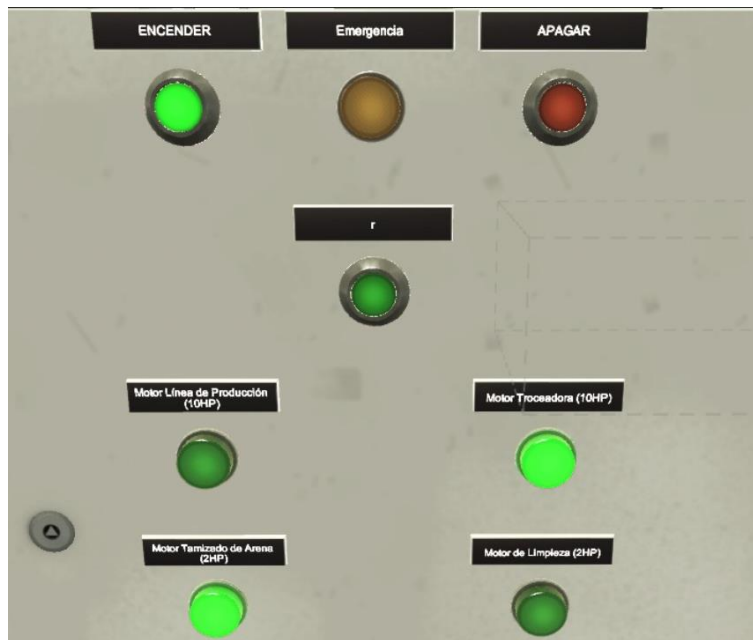 ENCENDER
Emergencia
APAGAR
r
Motor Línea de Producción
(10HP)
Motor Troceadora (10HP)
Motor Tamizado de Arena
(2HP)
Motor de Limpieza (2HP)